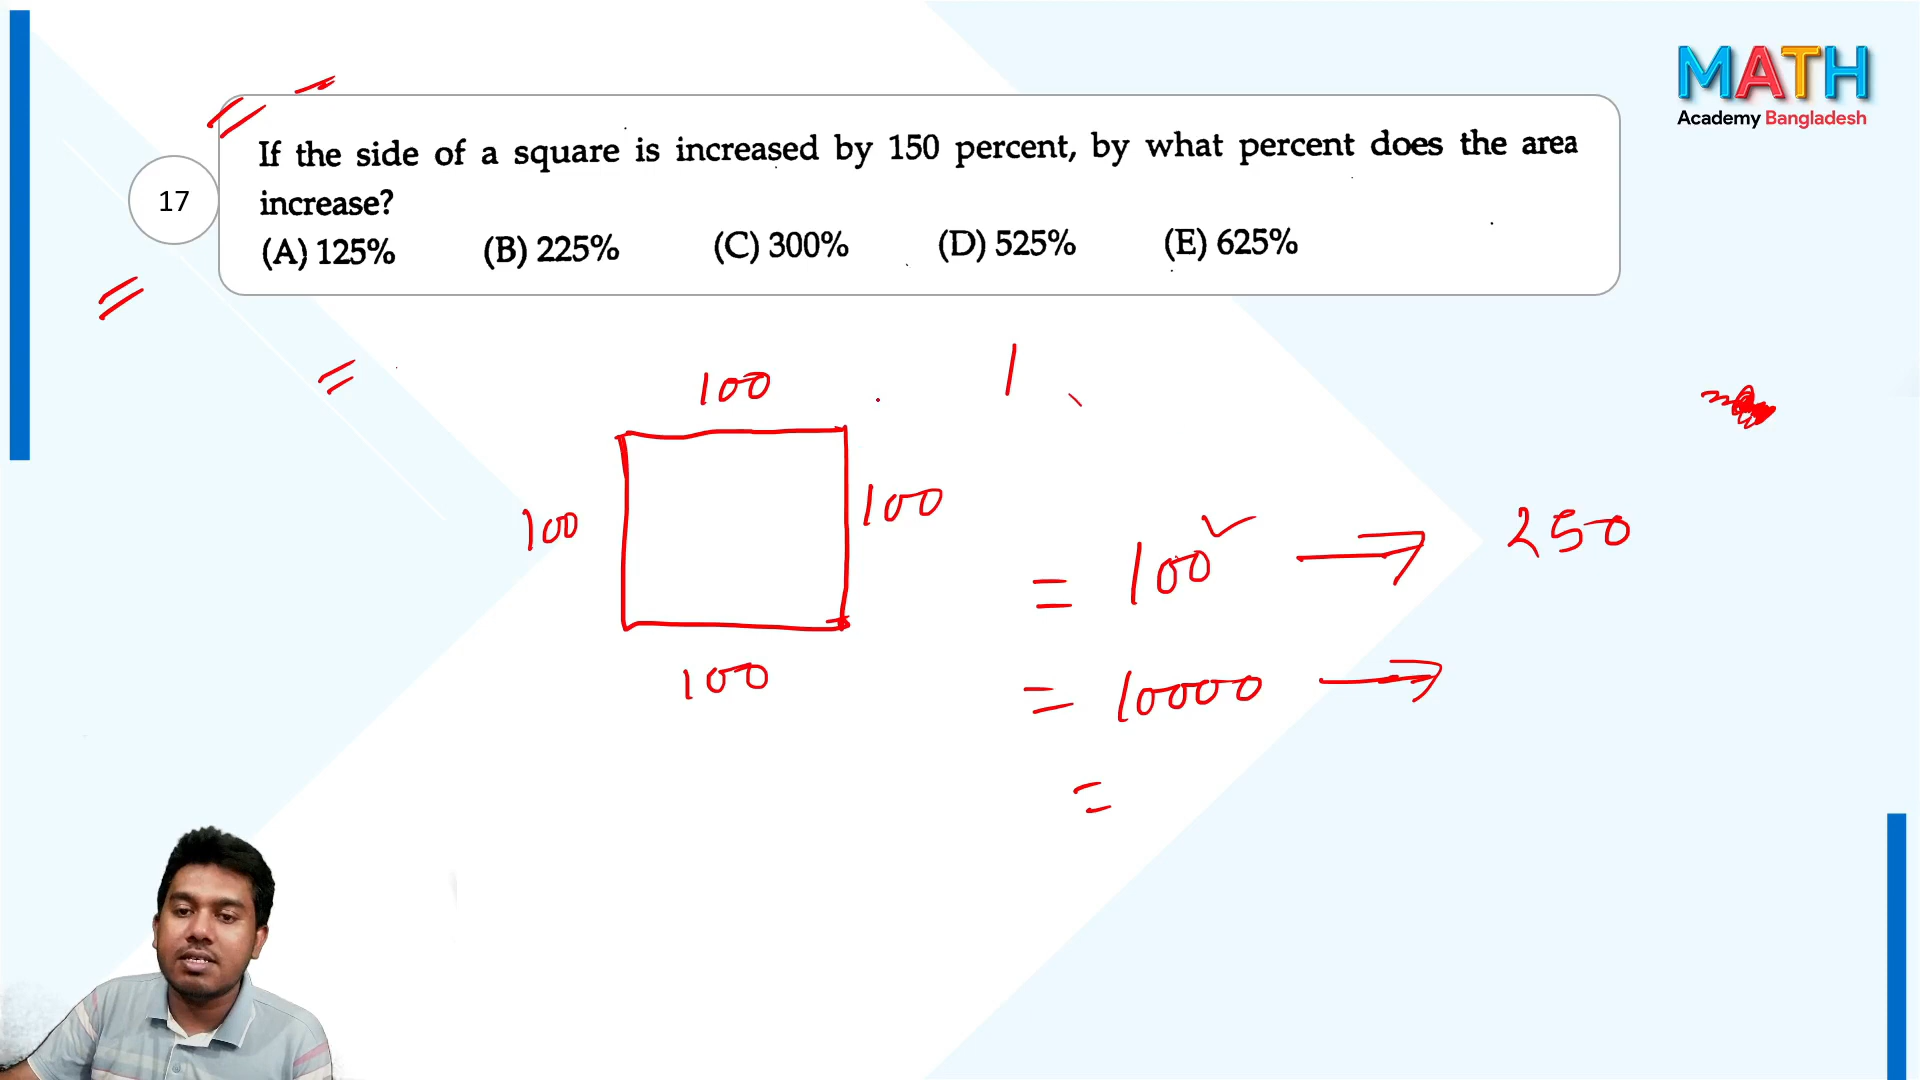 MATH
Academy Bangladesh
17
If the side of a square is increased by 150 percent, by what percent does the area
increase?
(A) 125% (B) 225% (C) 300% (D) 525% (E) 625%
100
100
100
100
= 100² → 250
= 10000 →
=